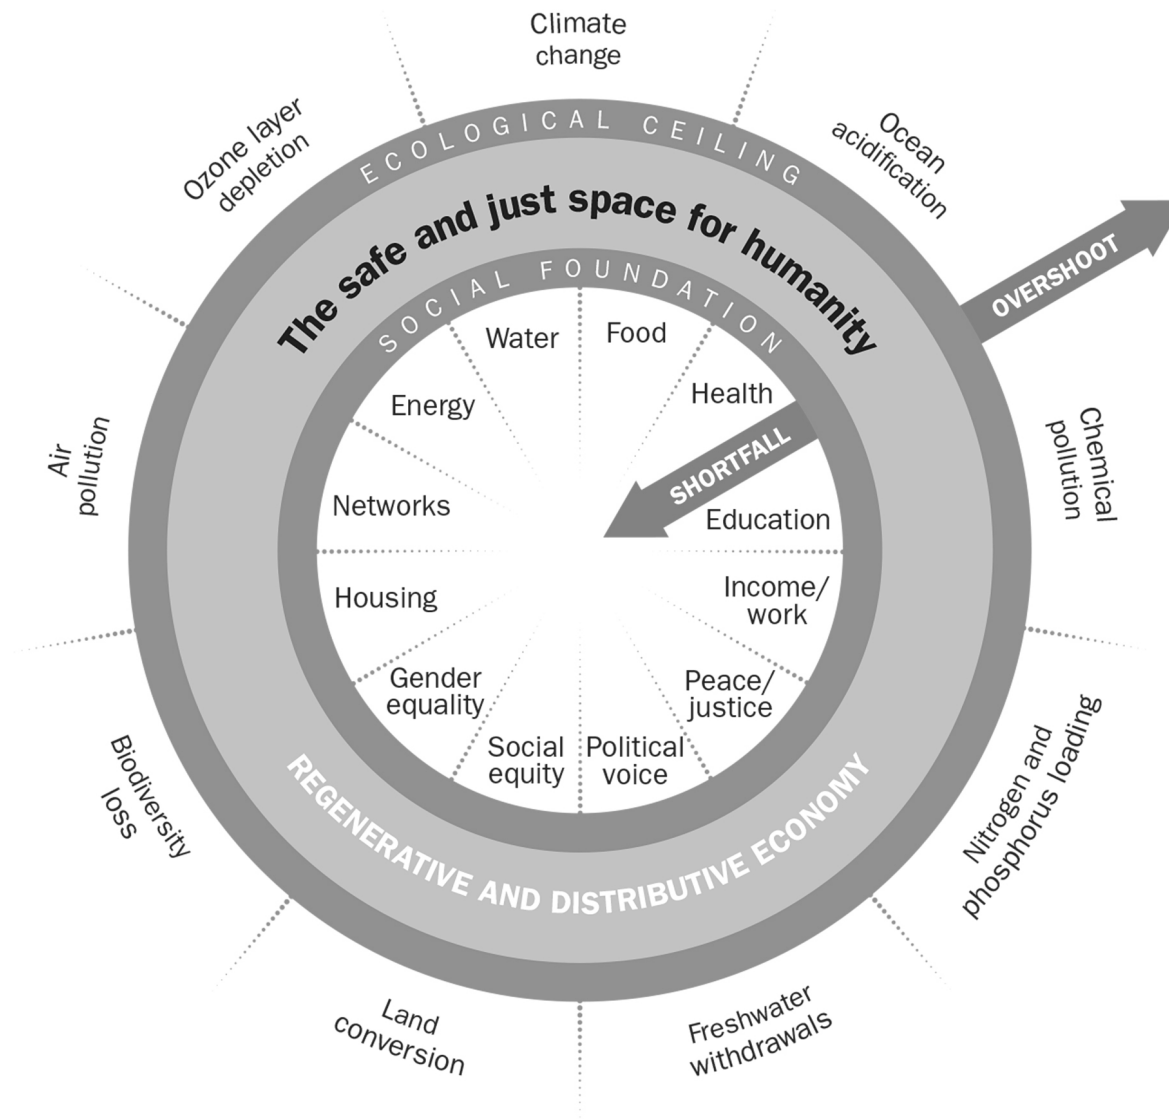 Climate
change
Ocean
acidification
OVERSHOOT
Chemical
pollution
Nitrogen and
phosphorus loading
Freshwater
withdrawals
Land
conversion
Biodiversity
loss
Air
pollution
Ozone layer
depletion
ECOLOGICAL CEILING
The safe and just space for humanity
SOCIAL FOUNDATION
Water
Food
Health
SHORTFALL
Education
Income/
work
Peace/
justice
Political
voice
Social
equity
Gender
equality
Housing
Networks
Energy
REGENERATIVE AND DISTRIBUTIVE ECONOMY